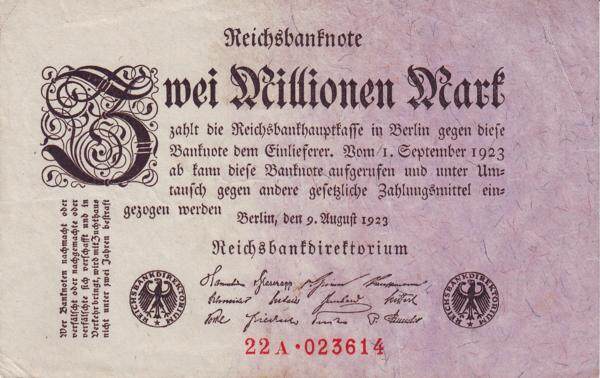 Reichsbanknote
Zwei Millionen Mark
zahlt die Reichsbankhauptkasse in Berlin gegen diese
Banknote dem Einlieferer. Vom 1. September 1923
ab kann diese Banknote aufgerufen und unter Um-
tausch gegen andere gesetzliche Zahlungsmittel ein-
gezogen werden
Berlin, den 9. August 1923
Reichsbankdirektorium
Wer Banknoten nachmacht oder
verfälscht oder nachgemachte oder
verfälschte sich verschafft und in
Verkehr bringt, wird mit Zuchthaus
nicht unter zwei Jahren bestraft
REICHSBANKDIREKTORIUM
REICHSBANKDIREKTORIUM
22A·023614